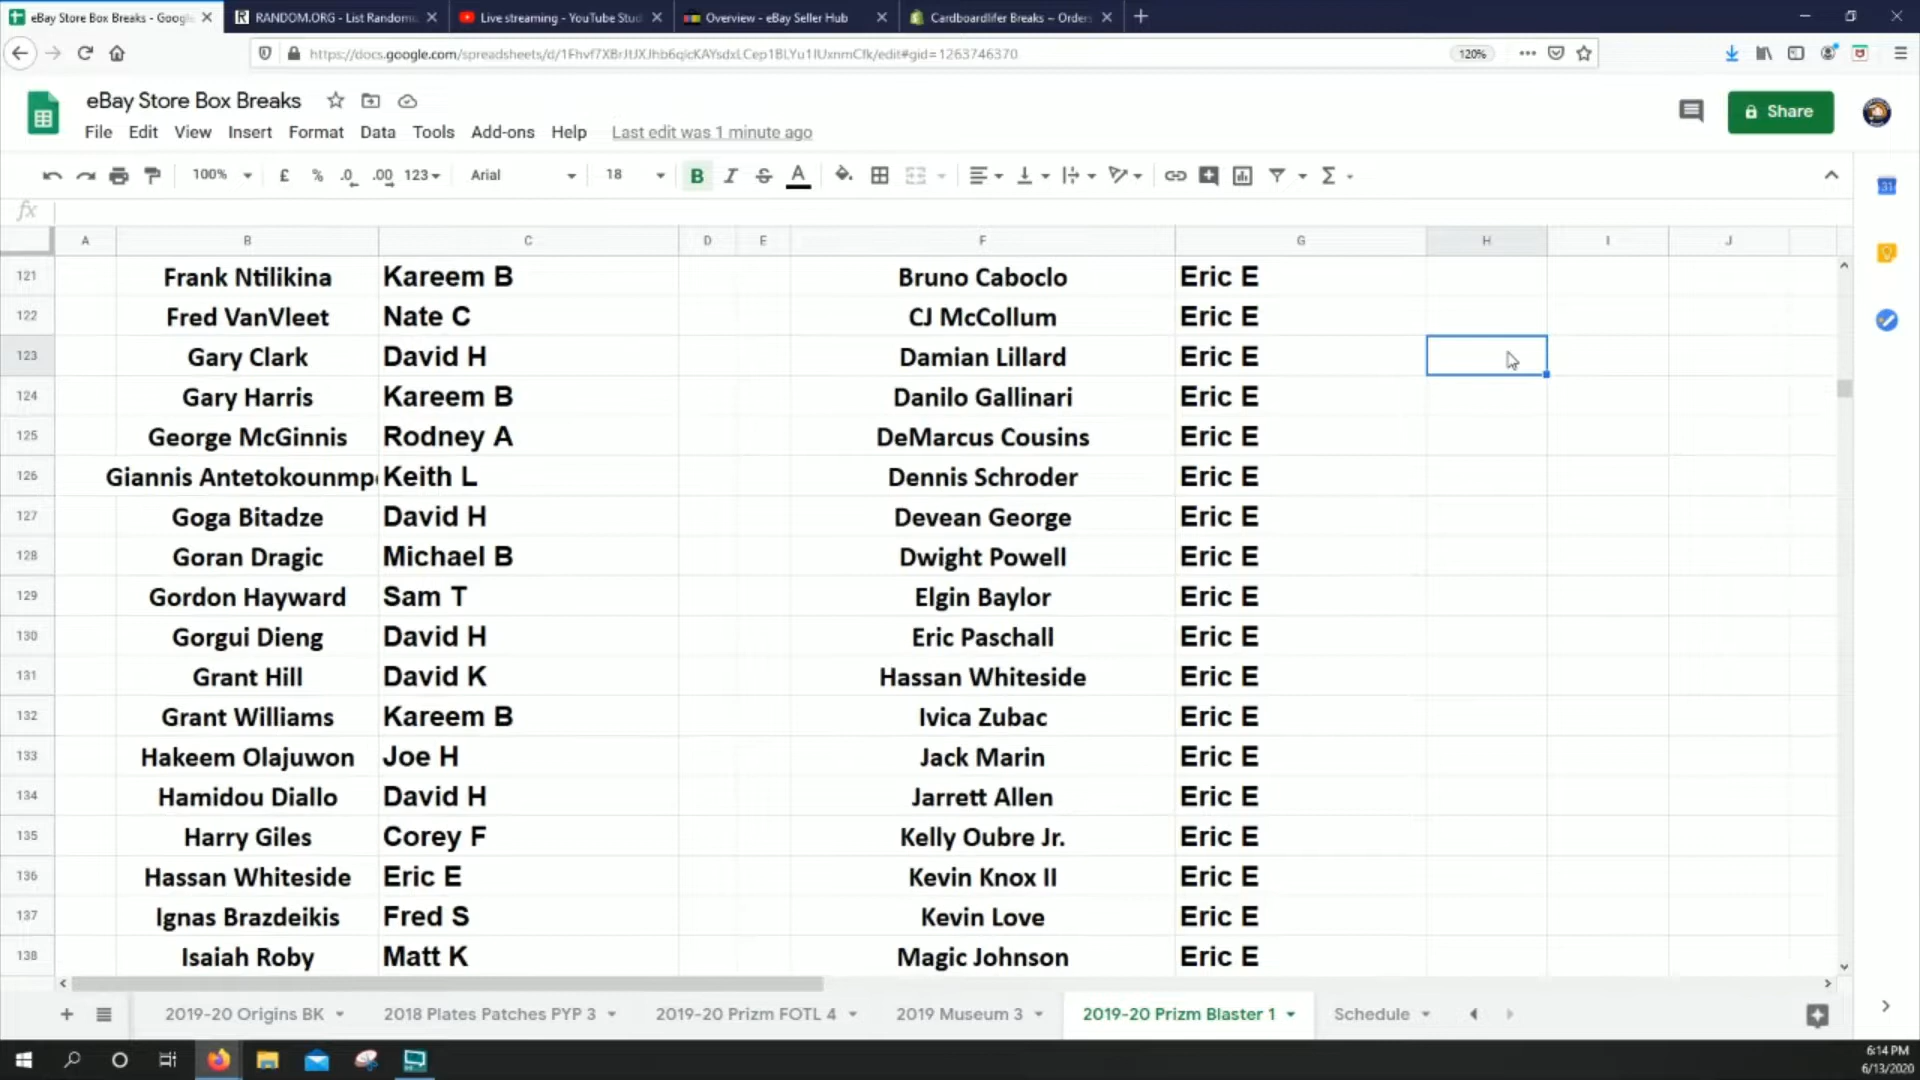 eBay Store Box Breaks - Google
RANDOM.ORG - List Randomi
Live streaming - YouTube Stud
Overview - eBay Seller Hub
Cardboardlifer Breaks ~ Orders
120%
eBay Store Box Breaks
Share
File Edit View Insert Format Data Tools Add-ons Help Last edit was 1 minute ago
100% £ % .0 .00 123 Arial 18 B I S A
fx
A B C D E F G H I J
121 Frank Ntilikina Kareem B Bruno Caboclo Eric E
122 Fred VanVleet Nate C CJ McCollum Eric E
123 Gary Clark David H Damian Lillard Eric E
124 Gary Harris Kareem B Danilo Gallinari Eric E
125 George McGinnis Rodney A DeMarcus Cousins Eric E
126 Giannis Antetokounmp Keith L Dennis Schroder Eric E
127 Goga Bitadze David H Devean George Eric E
128 Goran Dragic Michael B Dwight Powell Eric E
129 Gordon Hayward Sam T Elgin Baylor Eric E
130 Gorgui Dieng David H Eric Paschall Eric E
131 Grant Hill David K Hassan Whiteside Eric E
132 Grant Williams Kareem B Ivica Zubac Eric E
133 Hakeem Olajuwon Joe H Jack Marin Eric E
134 Hamidou Diallo David H Jarrett Allen Eric E
135 Harry Giles Corey F Kelly Oubre Jr. Eric E
136 Hassan Whiteside Eric E Kevin Knox II Eric E
137 Ignas Brazdeikis Fred S Kevin Love Eric E
138 Isaiah Roby Matt K Magic Johnson Eric E
2019-20 Origins BK 2018 Plates Patches PYP 3 2019-20 Prizm FOTL 4 2019 Museum 3 2019-20 Prizm Blaster 1 Schedule
6:14 PM
6/13/2020